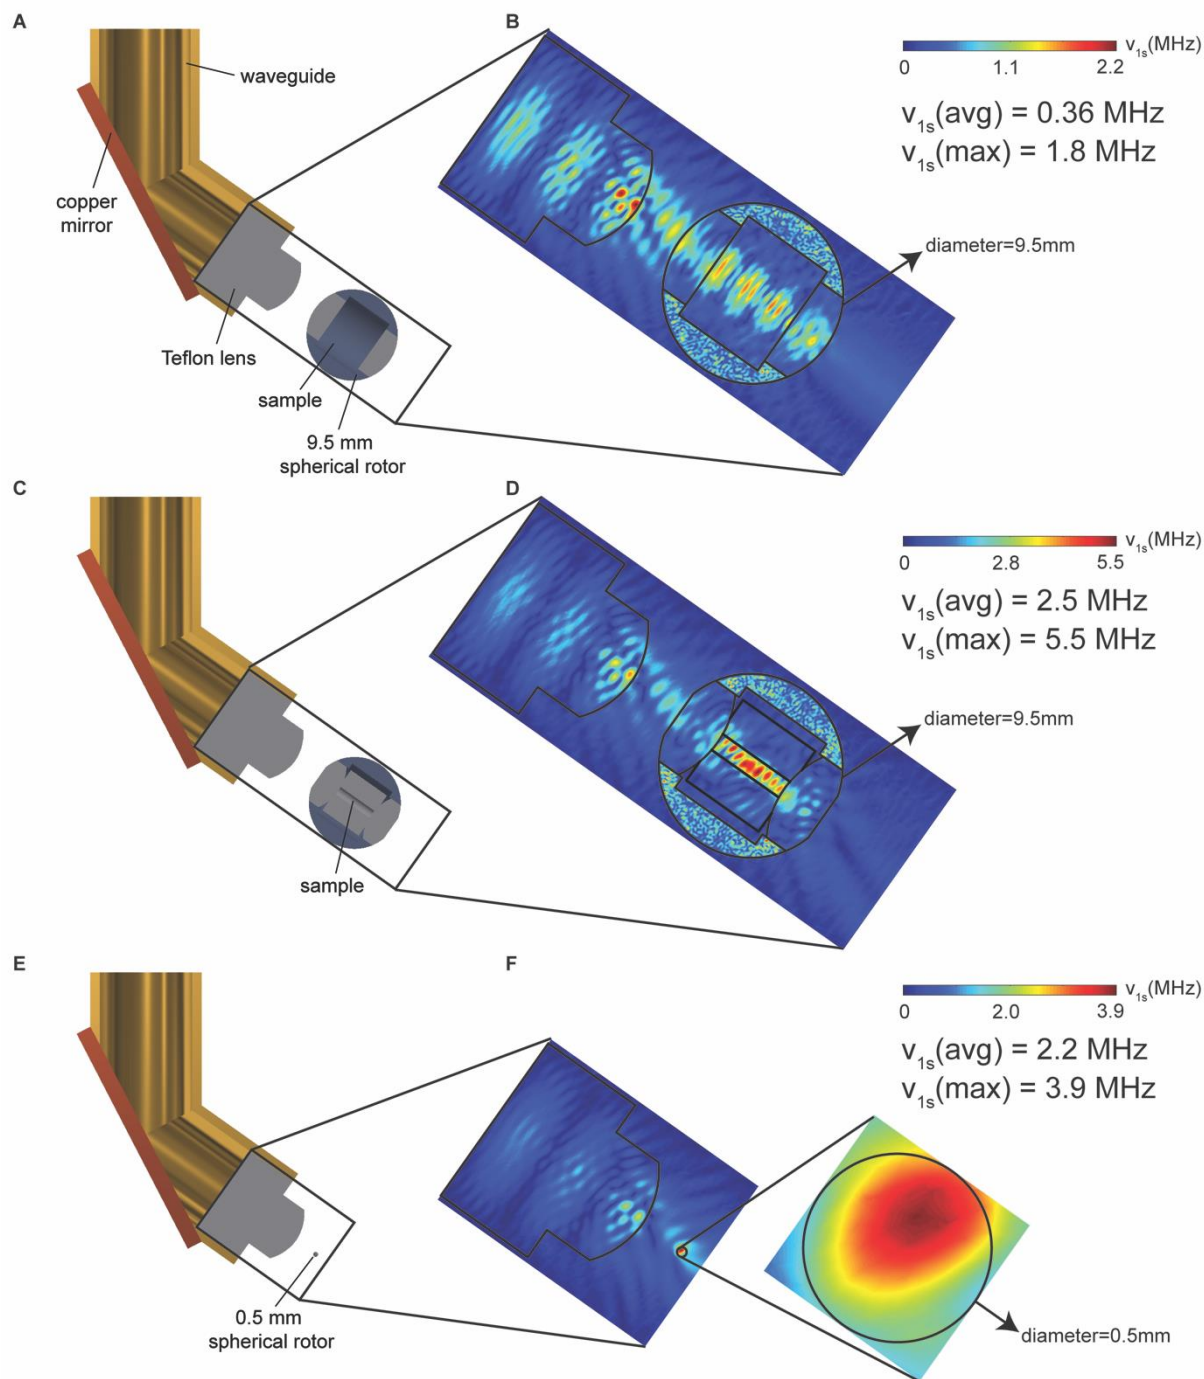 A
waveguide
copper
mirror
Teflon lens
sample
9.5 mm
spherical rotor
B
v1s(MHz)
0
1.1
2.2
v1s(avg) = 0.36 MHz
v1s(max) = 1.8 MHz
diameter=9.5mm
C
sample
D
v1s(MHz)
0
2.8
5.5
v1s(avg) = 2.5 MHz
v1s(max) = 5.5 MHz
diameter=9.5mm
E
0.5 mm
spherical rotor
F
v1s(MHz)
0
2.0
3.9
v1s(avg) = 2.2 MHz
v1s(max) = 3.9 MHz
diameter=0.5mm